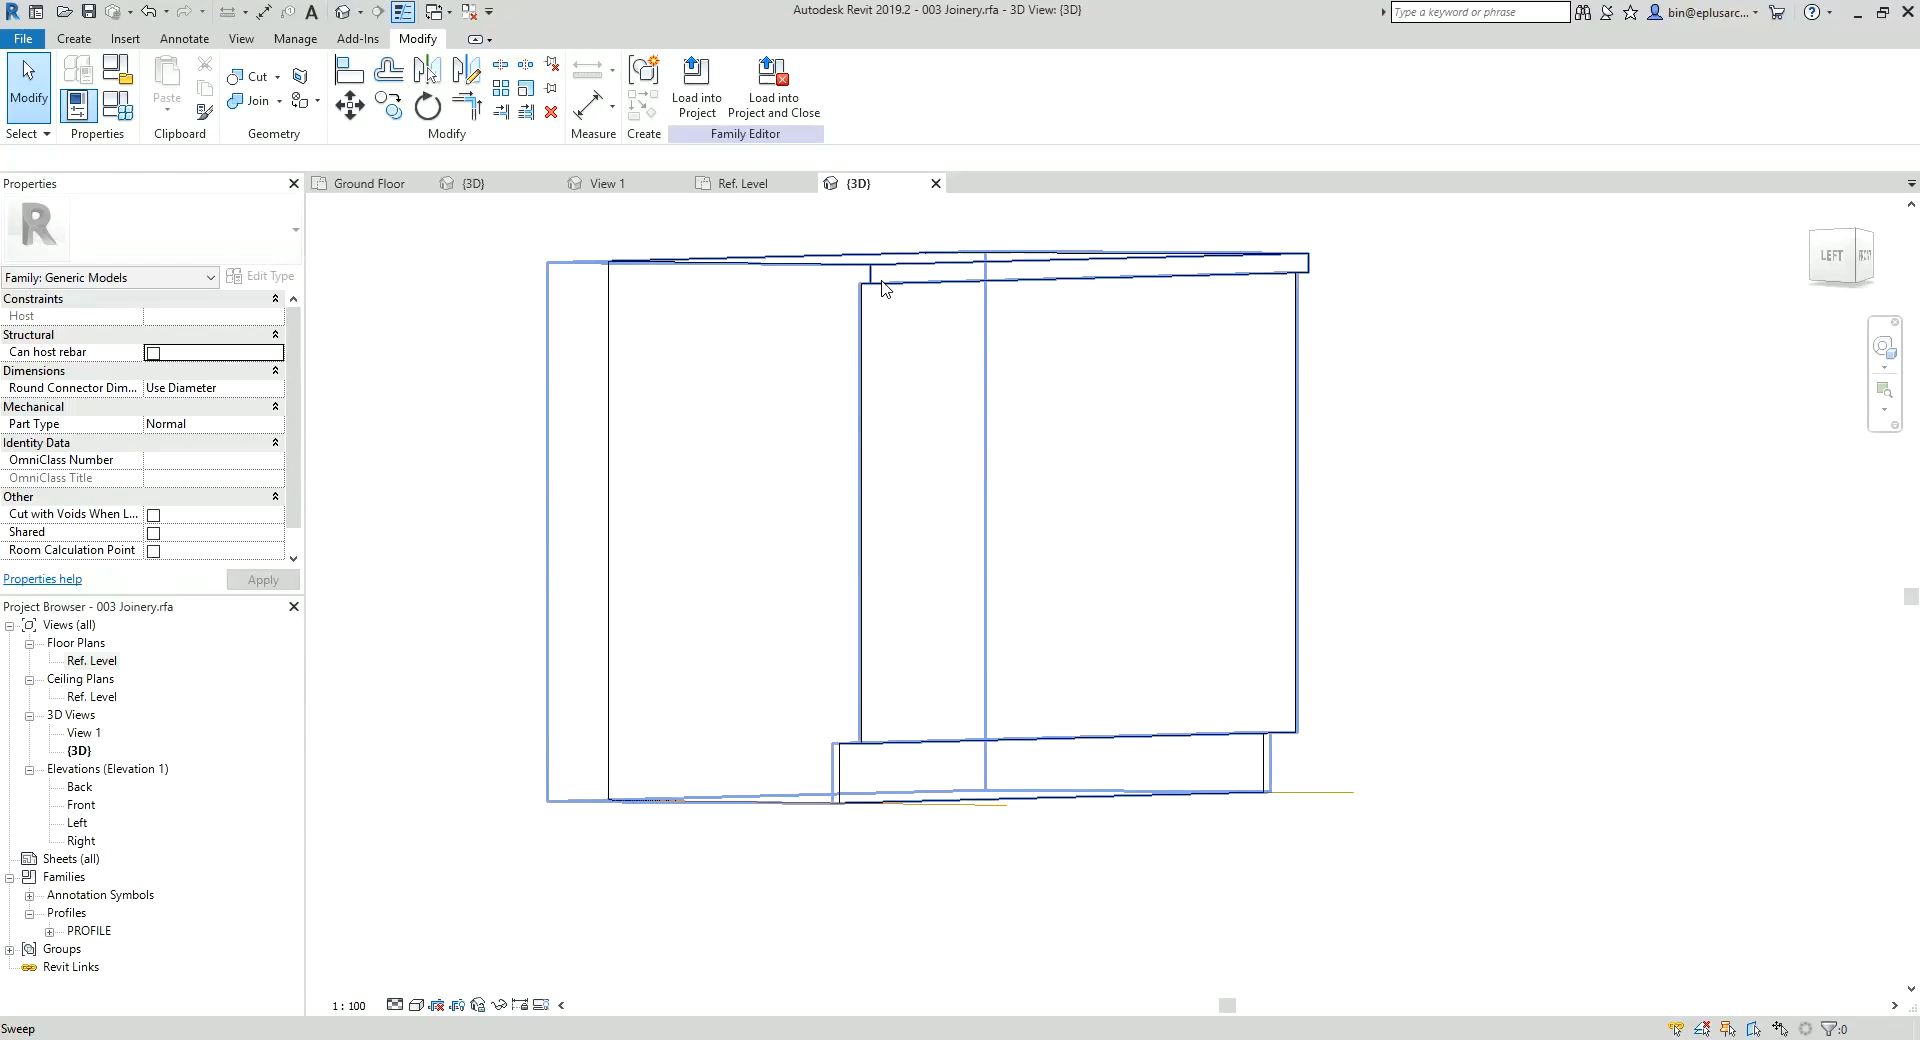 Autodesk Revit 2019.2 - 003 Joinery.rfa - 3D View: {3D}
Type a keyword or phrase
bin@eplusarc...
File
Create
Insert
Annotate
View
Manage
Add-Ins
Modify
Modify
Paste
Cut
Join
Load into
Project
Load into
Project and Close
Select
Properties
Clipboard
Geometry
Modify
Measure
Create
Family Editor
Properties
Ground Floor
{3D}
View 1
Ref. Level
{3D}
R
Family: Generic Models
Edit Type
Constraints
Host
Structural
Can host rebar
Dimensions
Round Connector Dim... Use Diameter
Mechanical
Part Type Normal
Identity Data
OmniClass Number
OmniClass Title
Other
Cut with Voids When L...
Shared
Room Calculation Point
Properties help
Apply
Project Browser - 003 Joinery.rfa
Views (all)
Floor Plans
Ref. Level
Ceiling Plans
Ref. Level
3D Views
View 1
{3D}
Elevations (Elevation 1)
Back
Front
Left
Right
Sheets (all)
Families
Annotation Symbols
Profiles
PROFILE
Groups
Revit Links
LEFT
1 : 100
Sweep
:0